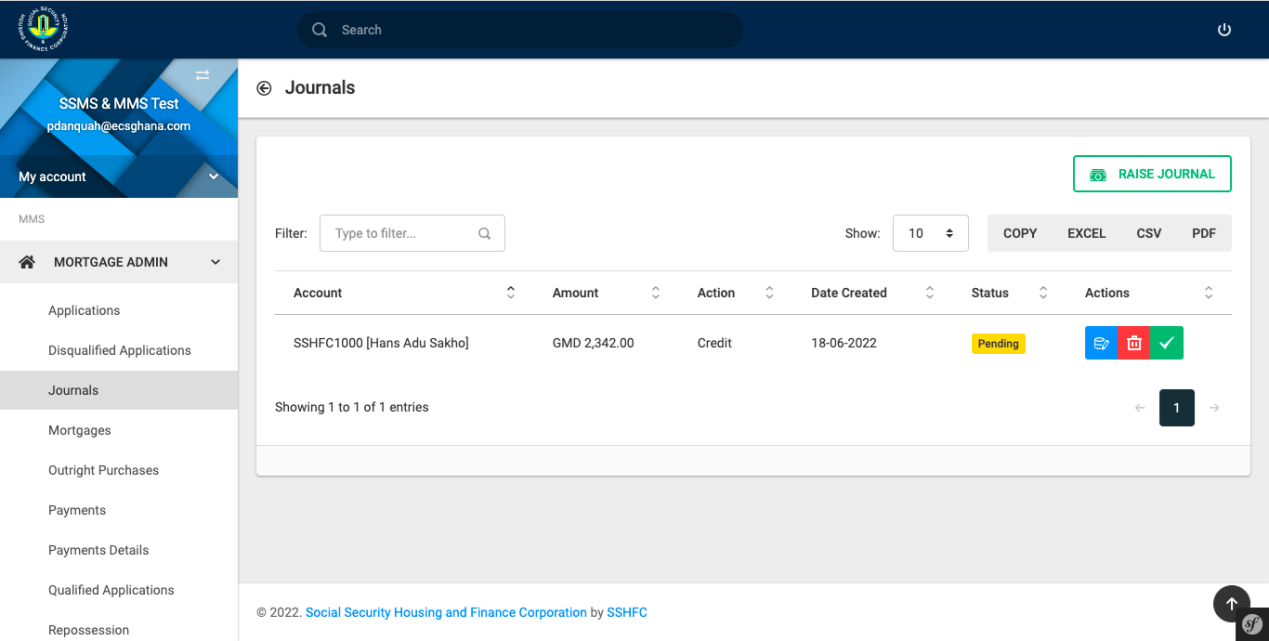 SOCIAL SECURITY
HOUSING & FINANCE CORPORATION
Search
SSMS & MMS Test
pdanquah@ecsghana.com
My account
MMS
MORTGAGE ADMIN
Applications
Disqualified Applications
Journals
Mortgages
Outright Purchases
Payments
Payments Details
Qualified Applications
Repossession
Journals
RAISE JOURNAL
Filter: Type to filter... Show: 10 COPY EXCEL CSV PDF
Account Amount Action Date Created Status Actions
SSHFC1000 [Hans Adu Sakho] GMD 2,342.00 Credit 18-06-2022 Pending
Showing 1 to 1 of 1 entries 1
© 2022. Social Security Housing and Finance Corporation by SSHFC
sf